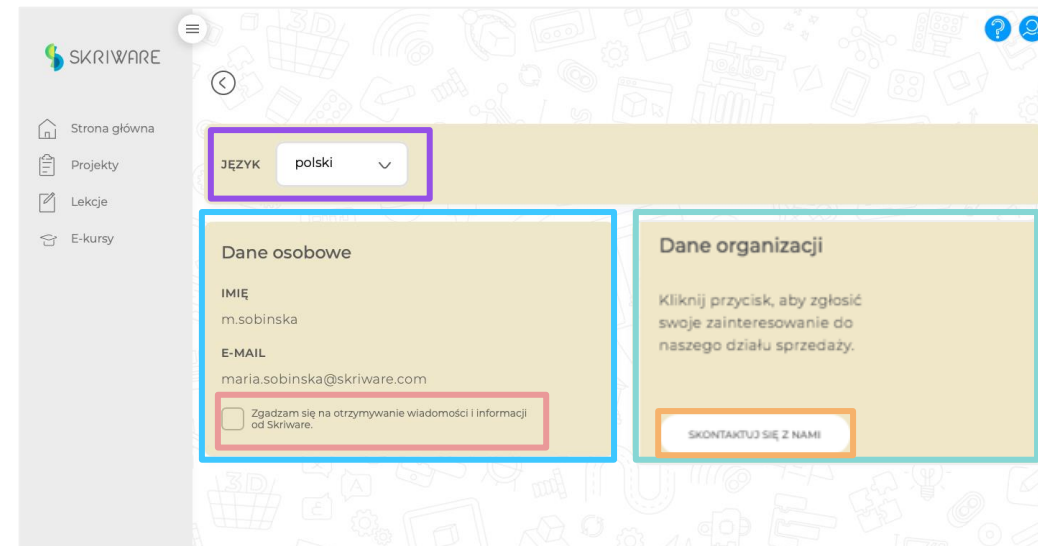 SKRIWARE
Strona główna
Projekty
Lekcje
E-kursy
JĘZYK polski
Dane osobowe
IMIĘ
m.sobinska
E-MAIL
maria.sobinska@skriware.com
Zgadzam się na otrzymywanie wiadomości i informacji
od Skriware.
Dane organizacji
Kliknij przycisk, aby zgłosić
swoje zainteresowanie do
naszego działu sprzedaży.
SKONTAKTUJ SIĘ Z NAMI